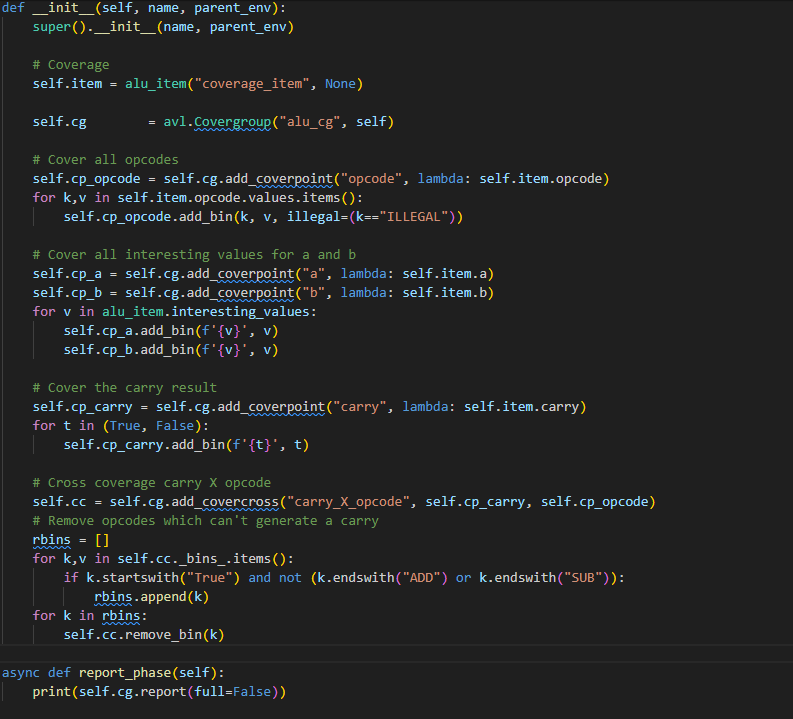 def __init__(self, name, parent_env):
    super().__init__(name, parent_env)

    # Coverage
    self.item = alu_item("coverage_item", None)

    self.cg        = avl.Covergroup("alu_cg", self)

    # Cover all opcodes
    self.cp_opcode = self.cg.add_coverpoint("opcode", lambda: self.item.opcode)
    for k,v in self.item.opcode.values.items():
        self.cp_opcode.add_bin(k, v, illegal=(k=="ILLEGAL"))

    # Cover all interesting values for a and b
    self.cp_a = self.cg.add_coverpoint("a", lambda: self.item.a)
    self.cp_b = self.cg.add_coverpoint("b", lambda: self.item.b)
    for v in alu_item.interesting_values:
        self.cp_a.add_bin(f'{v}', v)
        self.cp_b.add_bin(f'{v}', v)

    # Cover the carry result
    self.cp_carry = self.cg.add_coverpoint("carry", lambda: self.item.carry)
    for t in (True, False):
        self.cp_carry.add_bin(f'{t}', t)

    # Cross coverage carry X opcode
    self.cc = self.cg.add_covercross("carry_X_opcode", self.cp_carry, self.cp_opcode)
    # Remove opcodes which can't generate a carry
    rbins = []
    for k,v in self.cc._bins_.items():
        if k.startswith("True") and not (k.endswith("ADD") or k.endswith("SUB")):
            rbins.append(k)
    for k in rbins:
        self.cc.remove_bin(k)

async def report_phase(self):
    print(self.cg.report(full=False))